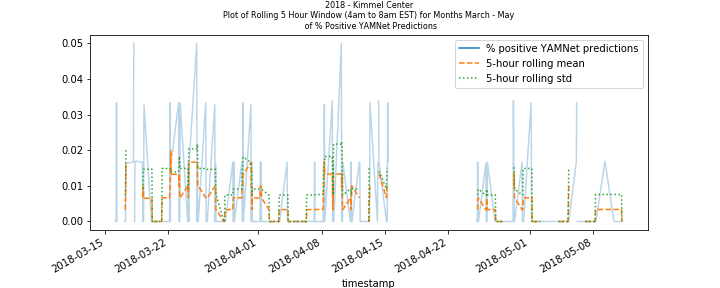 2018 - Kimmel Center
Plot of Rolling 5 Hour Window (4am to 8am EST) for Months March - May
of % Positive YAMNet Predictions
0.05
0.04
0.03
0.02
0.01
0.00
% positive YAMNet predictions
5-hour rolling mean
5-hour rolling std
2018-03-15
2018-03-22
2018-04-01
2018-04-08
2018-04-15
2018-04-22
2018-05-01
2018-05-08
timestamp